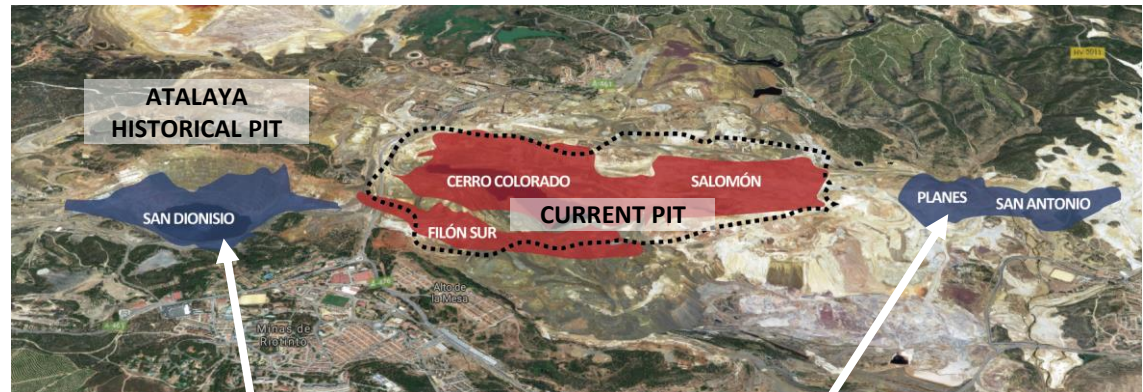 ATALAYA
HISTORICAL PIT
CERRO COLORADO
SALOMÓN
CURRENT PIT
FILÓN SUR
SAN DIONISIO
PLANES
SAN ANTONIO
Alto de
la Mesa
Minas de
Riotinto